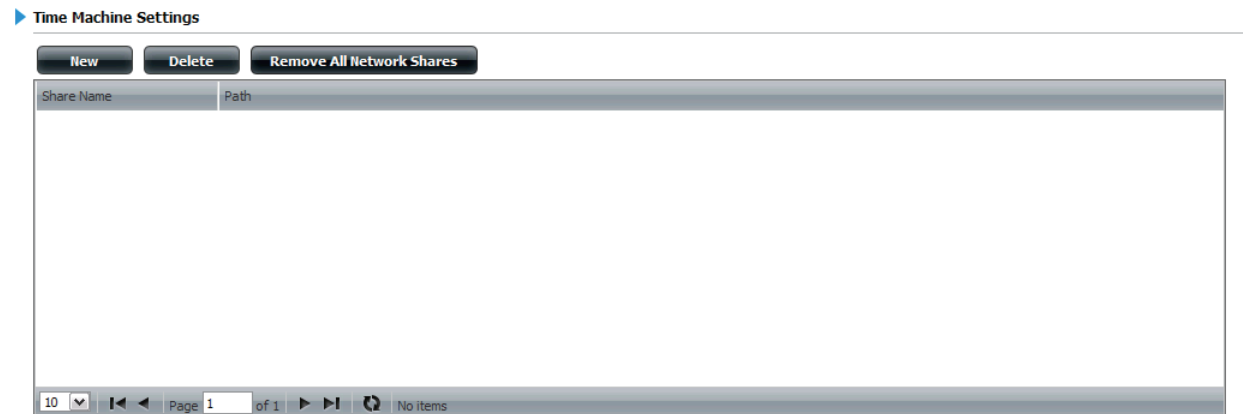 Time Machine Settings
New Delete Remove All Network Shares
Share Name Path
10 Page 1 of 1 No items